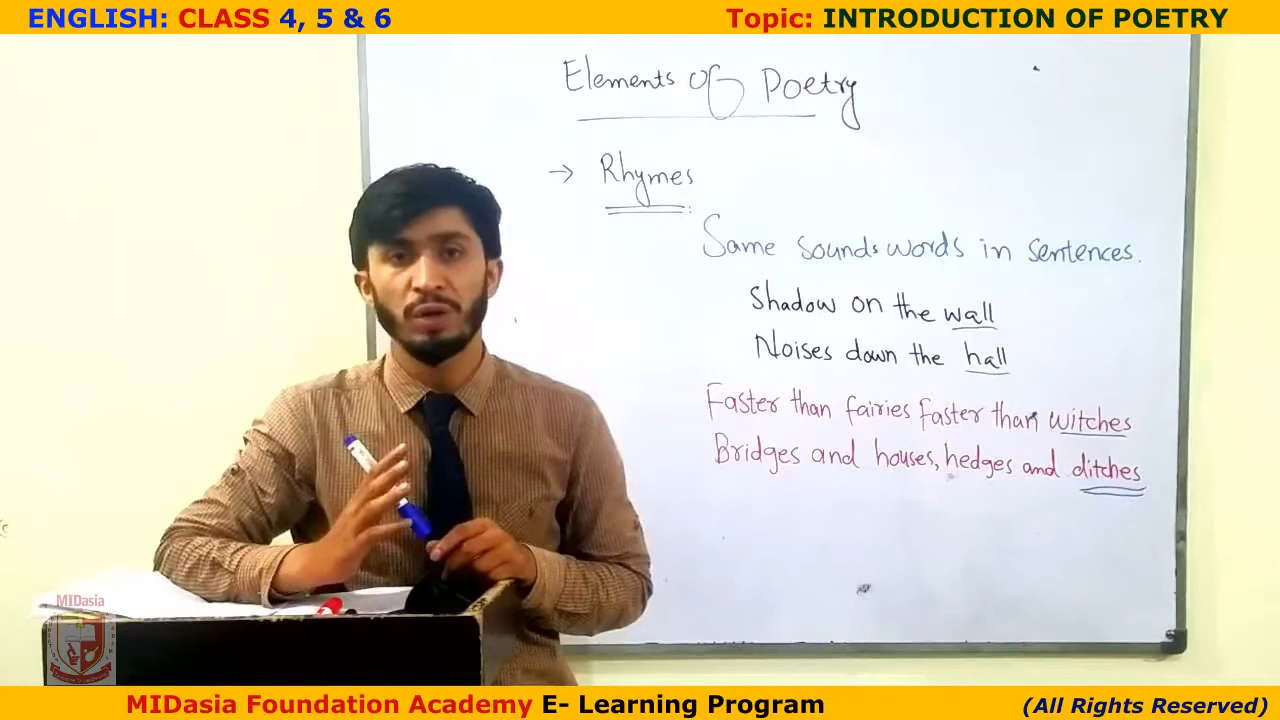 ENGLISH: CLASS 4, 5 & 6
Topic: INTRODUCTION OF POETRY
Elements of Poetry
→ Rhymes
Same sounds words in sentences.
Shadow on the wall
Noises down the hall
Faster than fairies faster than witches
Bridges and houses, hedges and ditches
MIDasia
MIDasia Foundation Academy E- Learning Program
(All Rights Reserved)